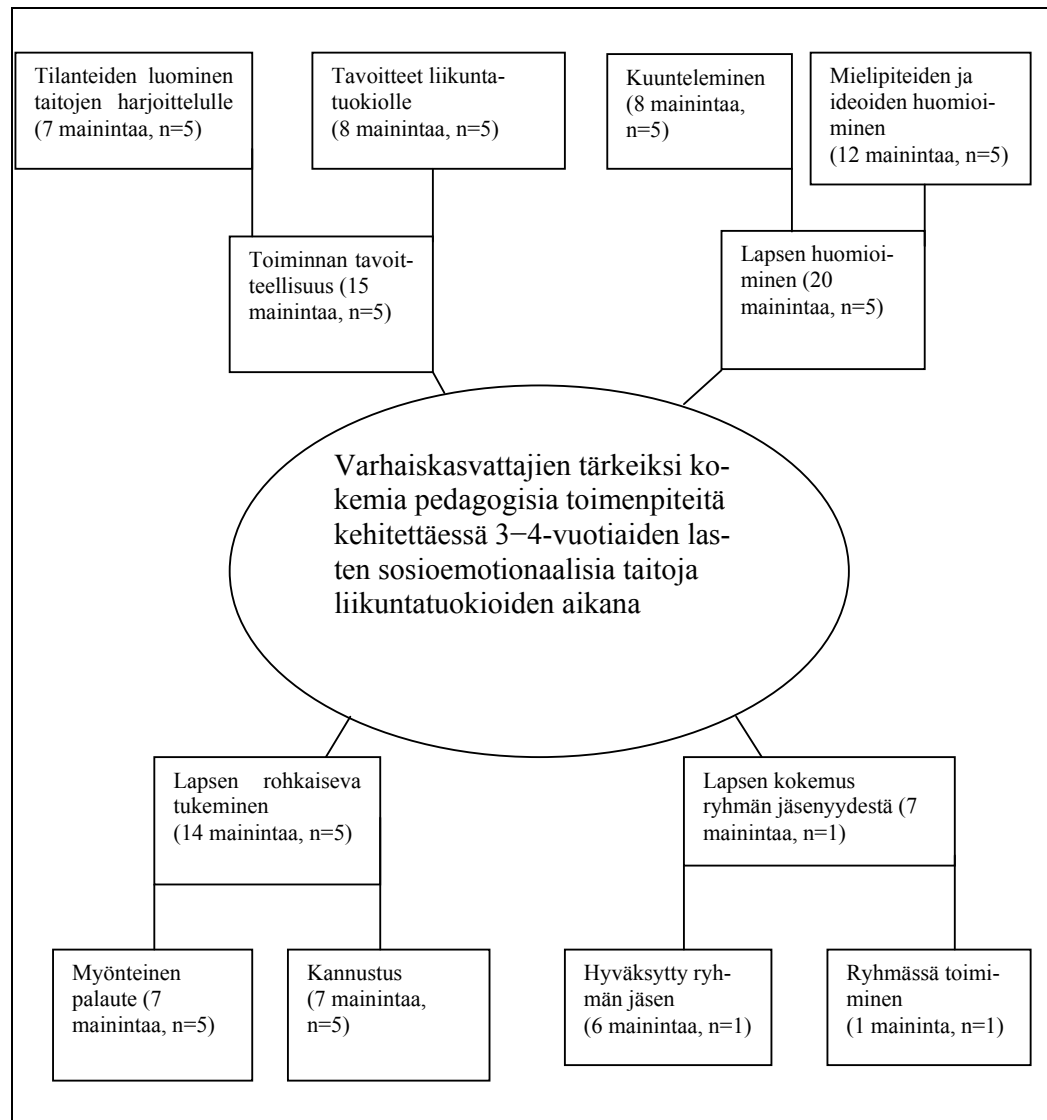 Tilanteiden luominen
taitojen harjoittelulle
(7 mainintaa, n=5)
Tavoitteet liikunta-
tuokiolle
(8 mainintaa, n=5)
Kuunteleminen
(8 mainintaa,
n=5)
Mielipiteiden ja
ideoiden huomioi-
minen
(12 mainintaa, n=5)
Toiminnan tavoit-
teellisuus (15
mainintaa, n=5)
Lapsen huomioi-
minen (20
mainintaa, n=5)
Varhaiskasvattajien tärkeiksi ko-
kemia pedagogisia toimenpiteitä
kehitettäessä 3−4-vuotiaiden las-
ten sosioemotionaalisia taitoja
liikuntatuokioiden aikana
Lapsen rohkaiseva
tukeminen
(14 mainintaa, n=5)
Lapsen kokemus
ryhmän jäsenyydestä (7
mainintaa, n=1)
Myönteinen
palaute (7
mainintaa, n=5)
Kannustus
(7 mainintaa,
n=5)
Hyväksytty ryh-
män jäsen
(6 mainintaa, n=1)
Ryhmässä toimi-
minen
(1 maininta, n=1)